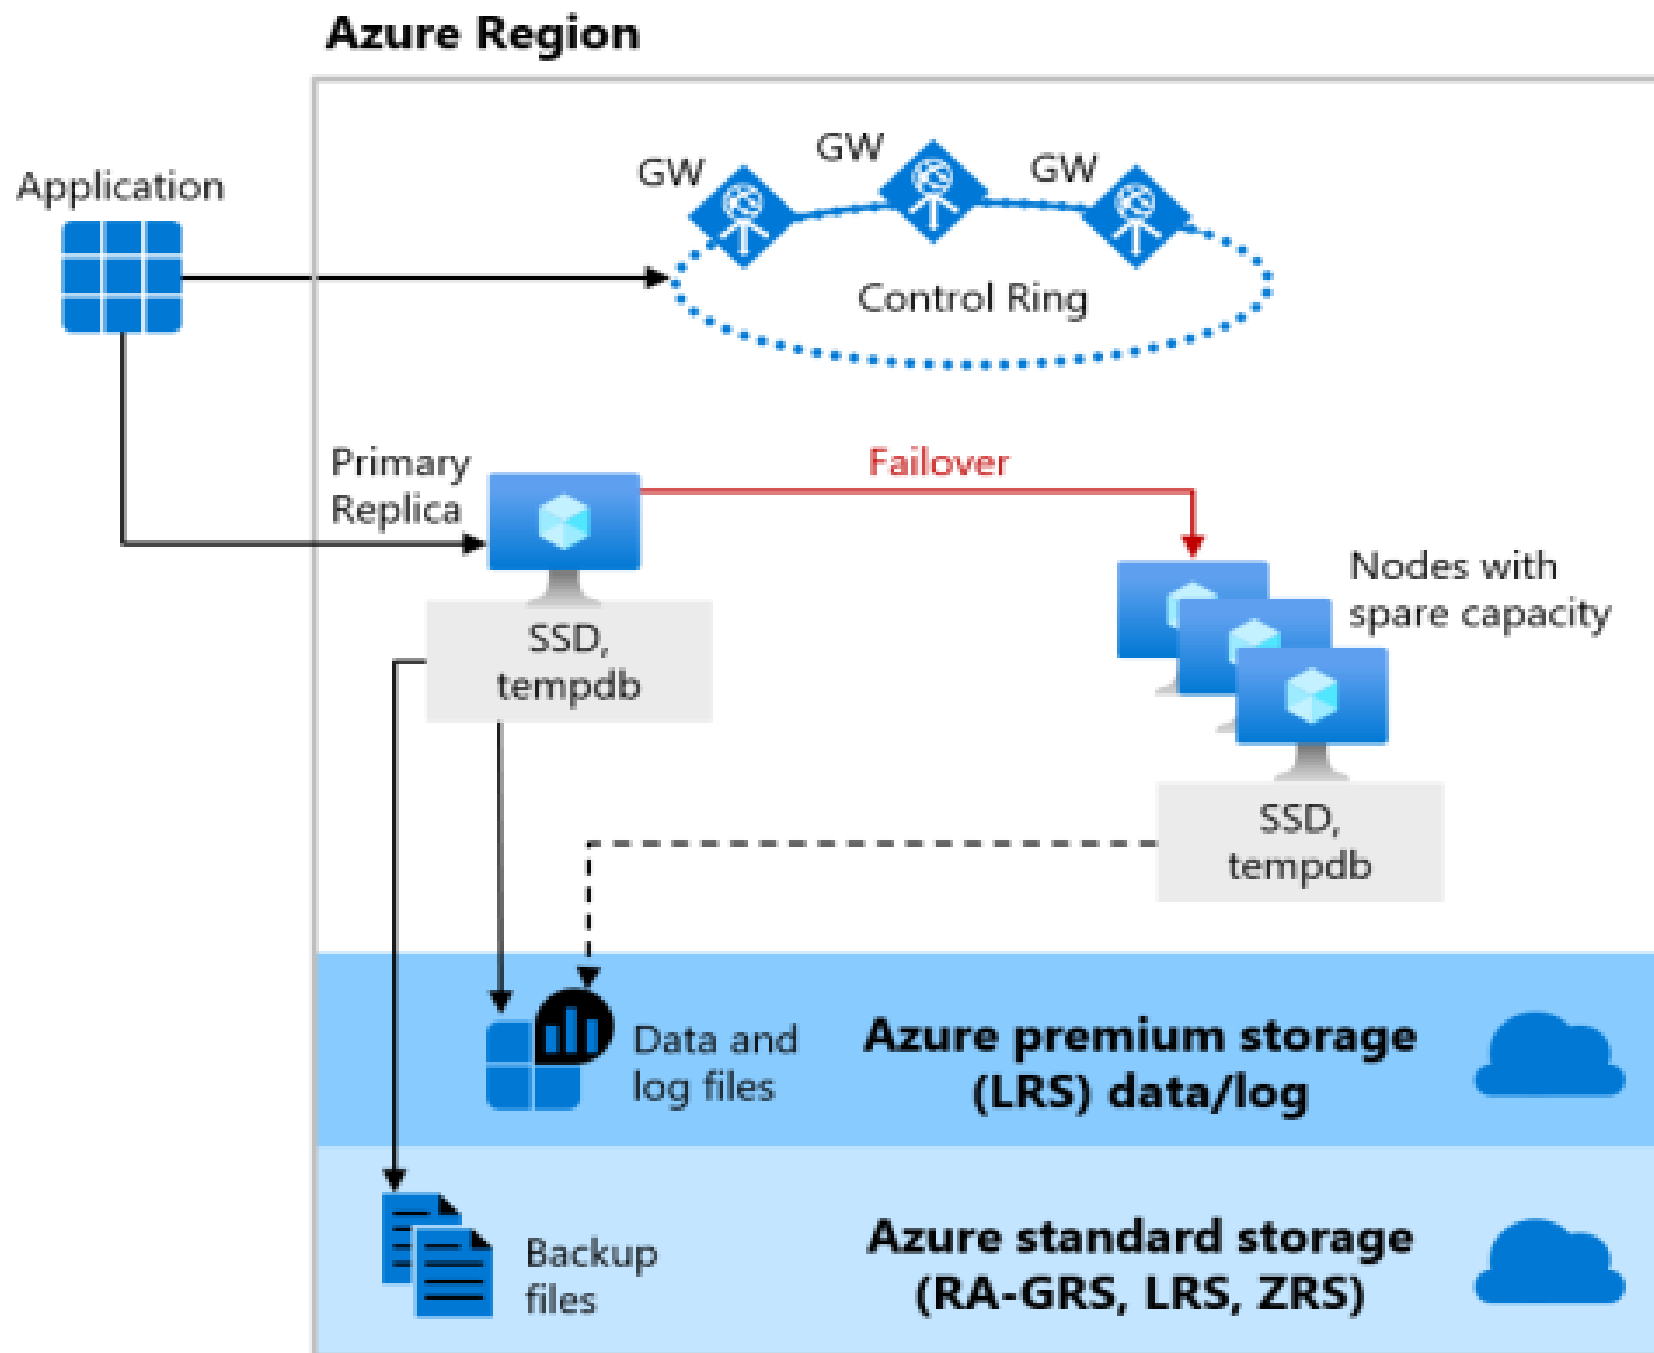 Azure Region
Application
GW
GW
GW
Control Ring
Primary
Replica
Failover
Nodes with
spare capacity
SSD,
tempdb
SSD,
tempdb
Data and
log files
Azure premium storage
(LRS) data/log
Backup
files
Azure standard storage
(RA-GRS, LRS, ZRS)